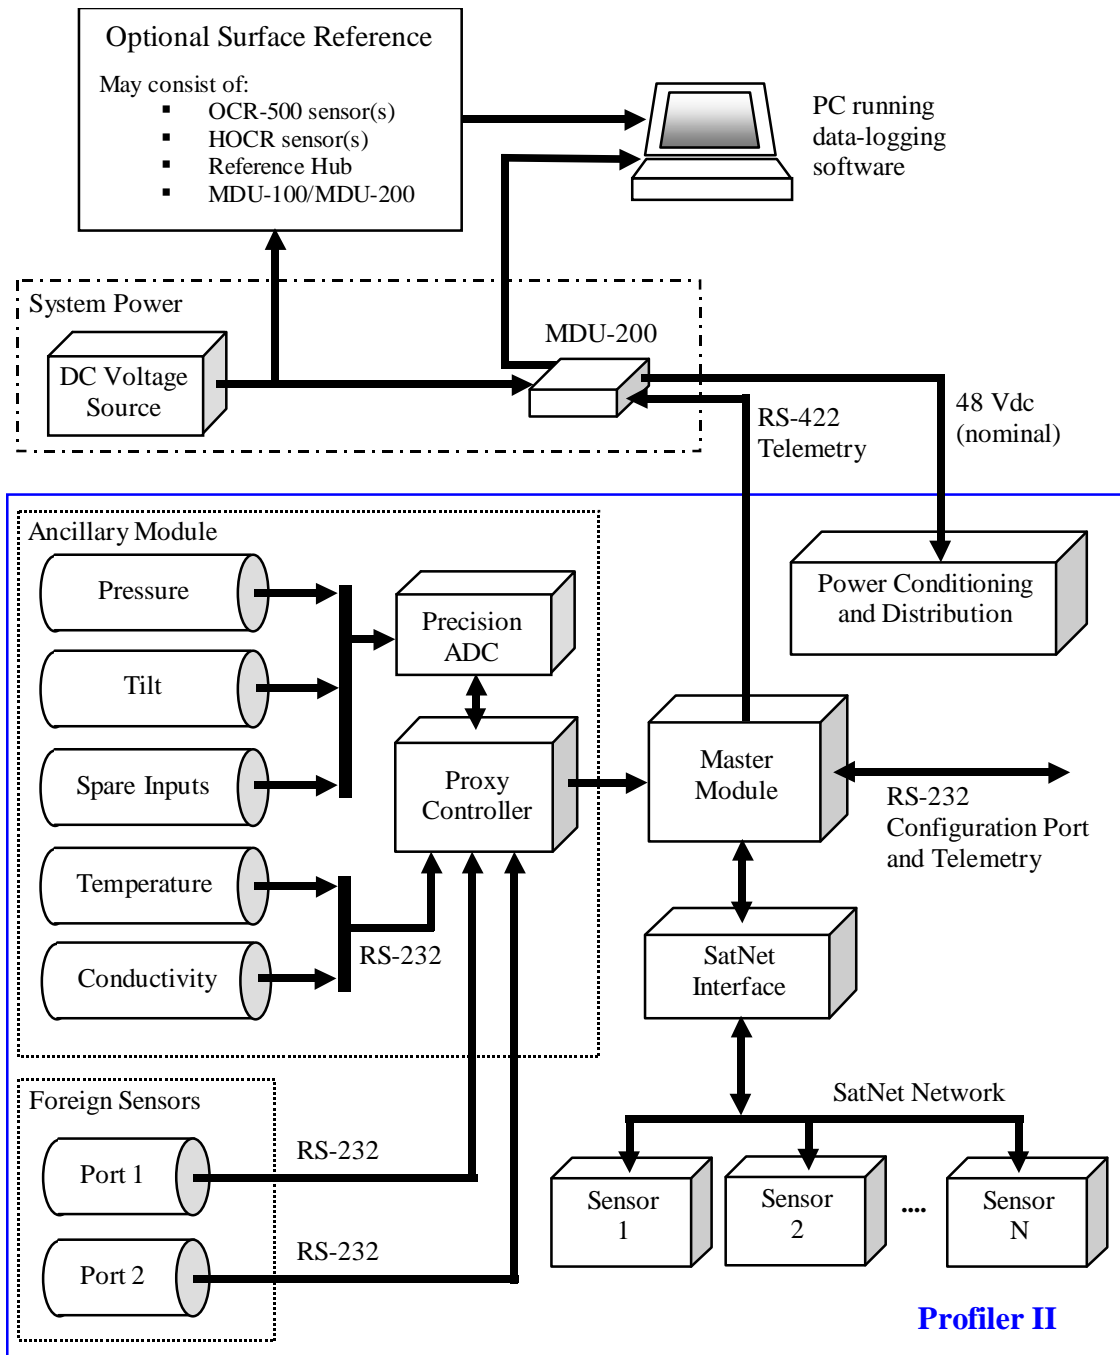 Optional Surface Reference
May consist of:
▪ OCR-500 sensor(s)
▪ HOCR sensor(s)
▪ Reference Hub
▪ MDU-100/MDU-200
PC running
data-logging
software
System Power
DC Voltage
Source
MDU-200
RS-422
Telemetry
48 Vdc
(nominal)
Ancillary Module
Pressure
Tilt
Spare Inputs
Temperature
Conductivity
RS-232
Precision
ADC
Proxy
Controller
Power Conditioning
and Distribution
Master
Module
RS-232
Configuration Port
and Telemetry
SatNet
Interface
SatNet Network
Foreign Sensors
Port 1
RS-232
Port 2
RS-232
Sensor
1
Sensor
2
....
Sensor
N
Profiler II